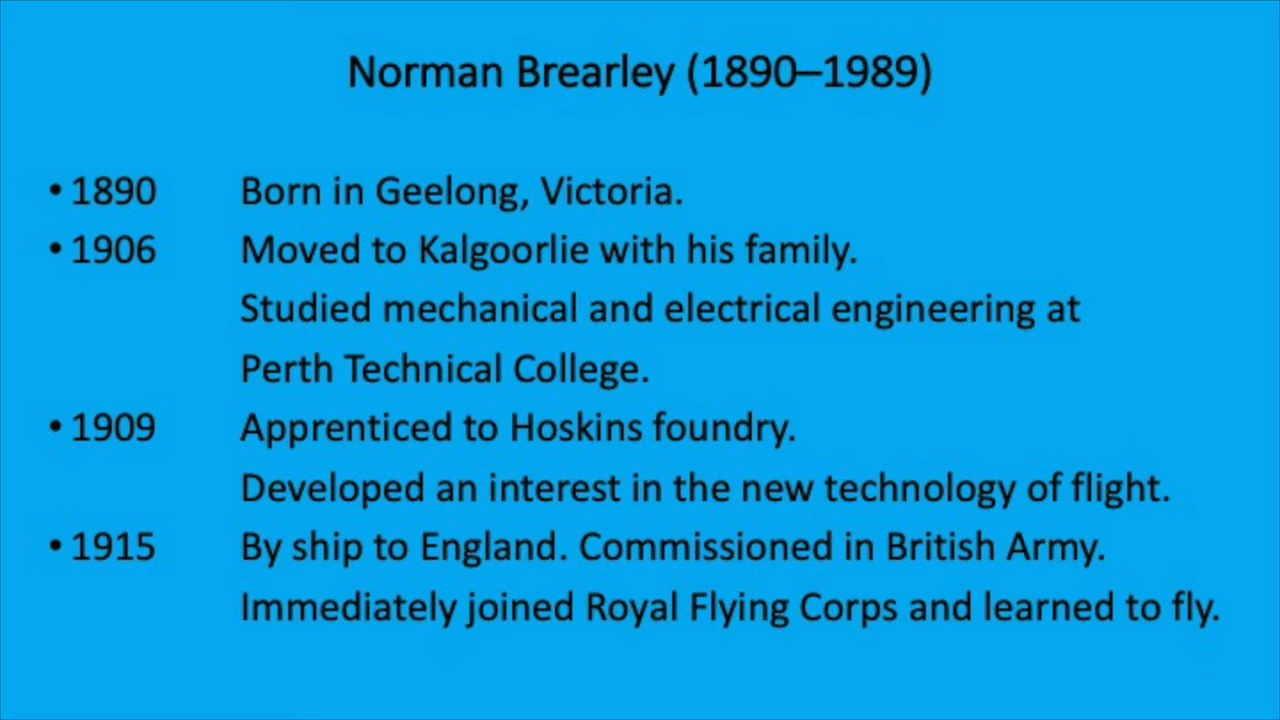 Norman Brearley (1890–1989)
• 1890 Born in Geelong, Victoria.
• 1906 Moved to Kalgoorlie with his family.
Studied mechanical and electrical engineering at
Perth Technical College.
• 1909 Apprenticed to Hoskins foundry.
Developed an interest in the new technology of flight.
• 1915 By ship to England. Commissioned in British Army.
Immediately joined Royal Flying Corps and learned to fly.